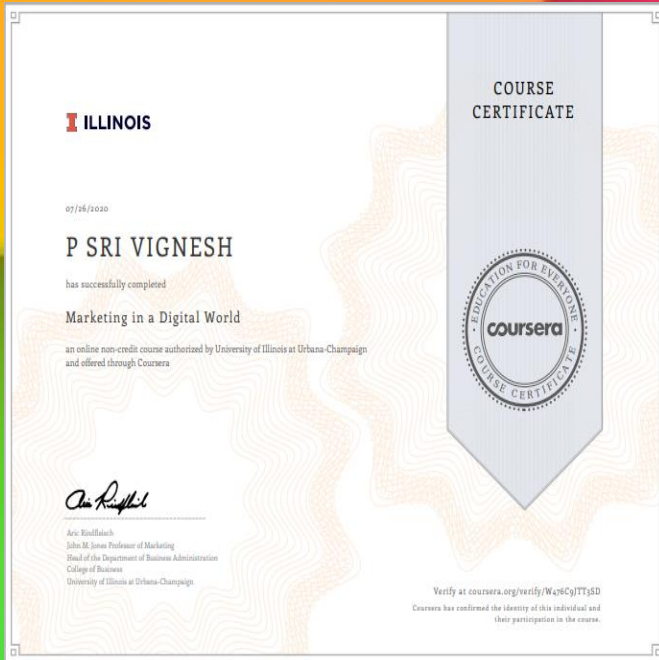 ILLINOIS
07/26/2020
P SRI VIGNESH
has successfully completed
Marketing in a Digital World
an online non-credit course authorized by University of Illinois at Urbana-Champaign
and offered through Coursera
Aric Rindfleisch
John M. Jones Professor of Marketing
Head of the Department of Business Administration
College of Business
University of Illinois at Urbana-Champaign
COURSE
CERTIFICATE
EDUCATION FOR EVERYONE
coursera
COURSE CERTIFICATE
Verify at coursera.org/verify/W476C9JTT5SD
Coursera has confirmed the identity of this individual and
their participation in the course.